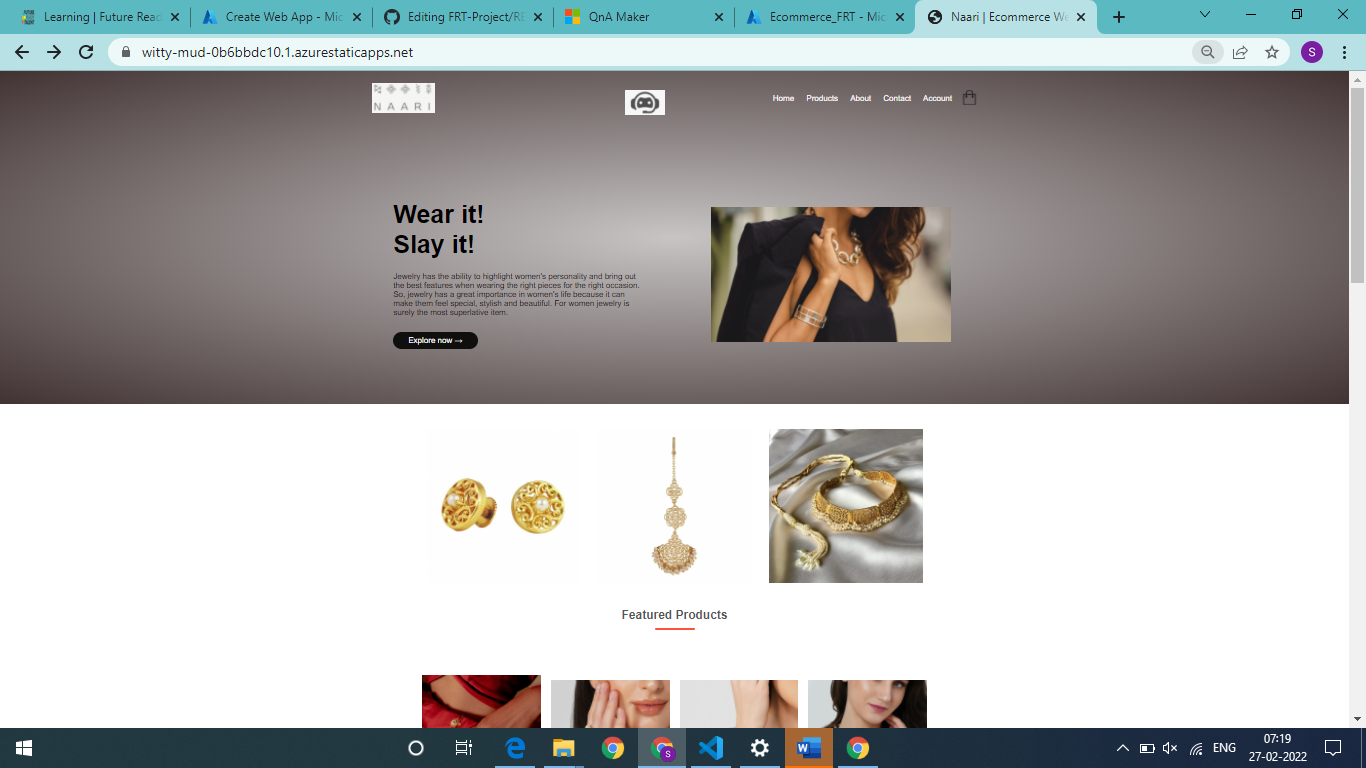 Learning | Future Read
Create Web App - Mic
Editing FRT-Project/RE
QnA Maker
Ecommerce_FRT - Mic
Naari | Ecommerce We
witty-mud-0b6bbdc10.1.azurestaticapps.net
S
NAARI
Home Products About Contact Account
Wear it!
Slay it!
Jewelry has the ability to highlight women's personality and bring out
the best features when wearing the right pieces for the right occasion.
So, jewelry has a great importance in women's life because it can
make them feel special, stylish and beautiful. For women jewelry is
surely the most superlative item.
Explore now →
Featured Products
S
W
ENG
07:19
27-02-2022